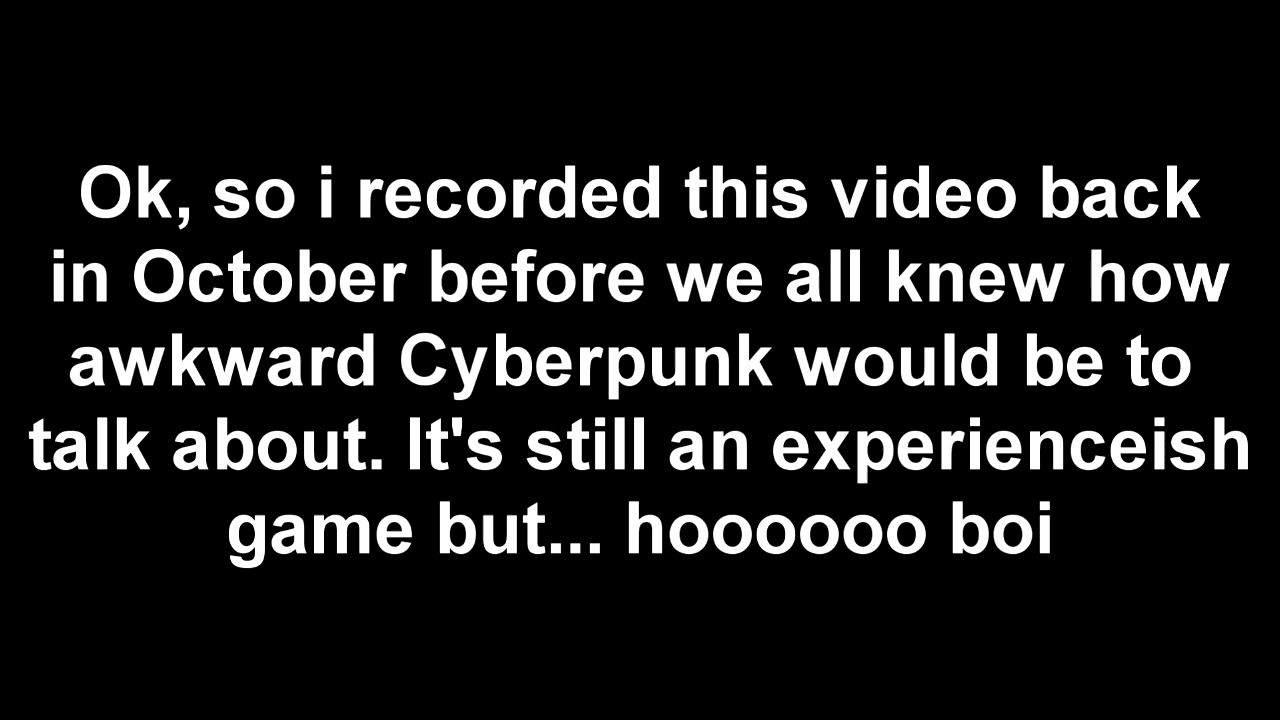 Ok, so i recorded this video back
in October before we all knew how
awkward Cyberpunk would be to
talk about. It's still an experienceish
game but... hoooooo boi